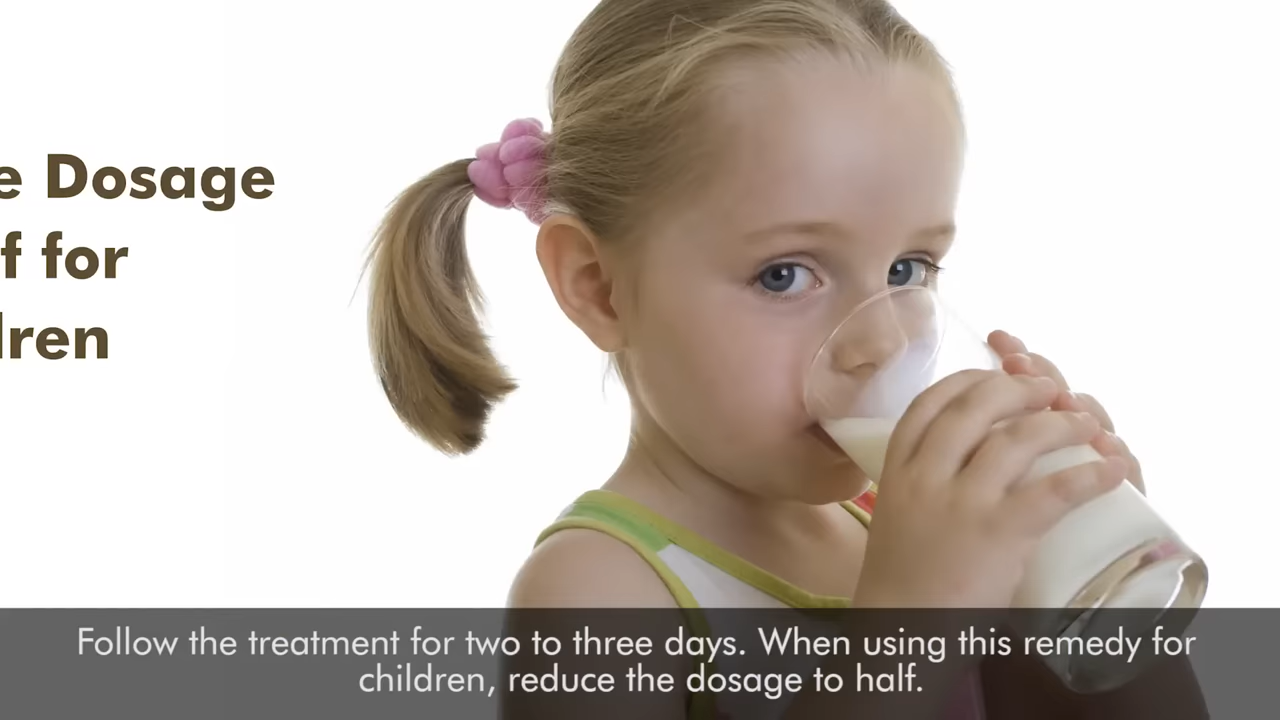 e Dosage
f for
dren
Follow the treatment for two to three days. When using this remedy for
children, reduce the dosage to half.